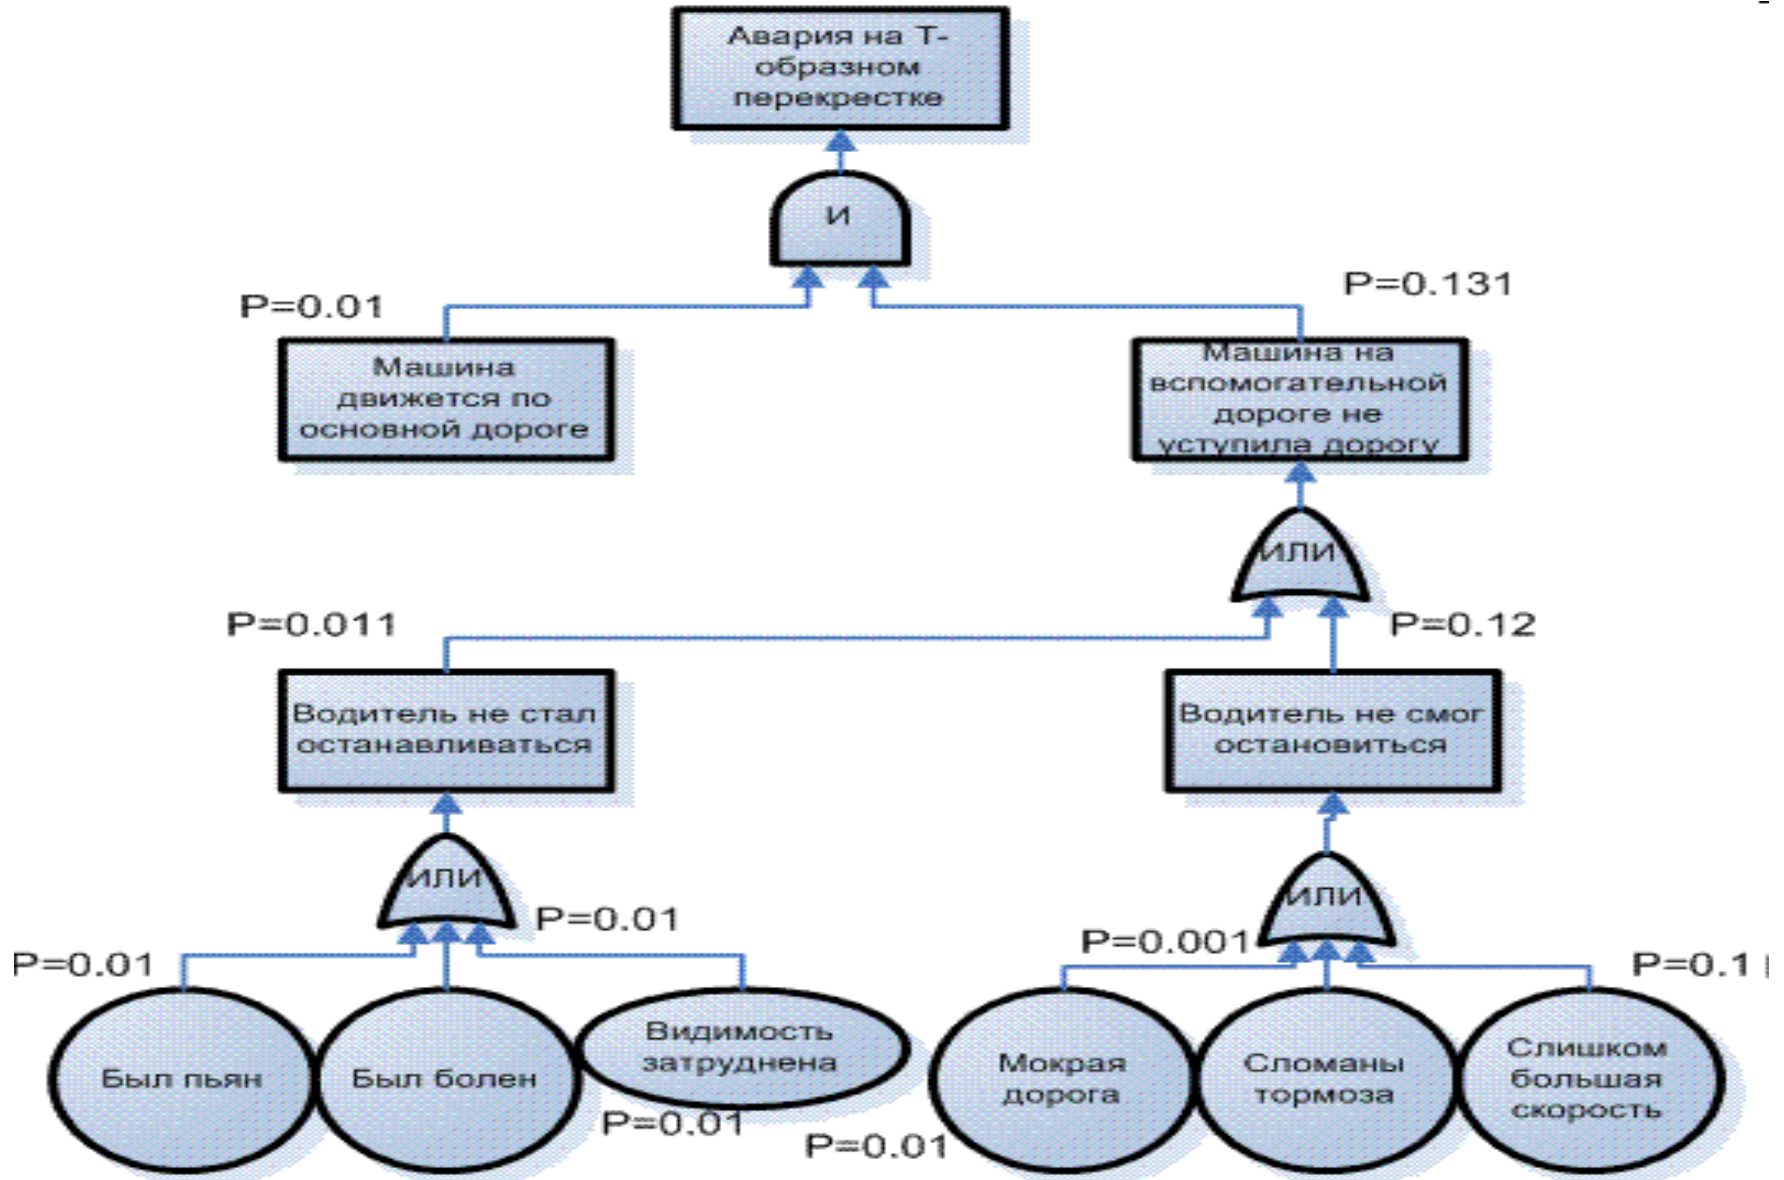 Авария на Т-
образном
перекрестке
И
P=0.01
P=0.131
Машина
движется по
основной дороге
Машина на
вспомогательной
дороге не
уступила дорогу
ИЛИ
P=0.011
P=0.12
Водитель не стал
останавливаться
Водитель не смог
остановиться
ИЛИ
ИЛИ
P=0.01
P=0.01
P=0.001
P=0.1
Был пьян
Был болен
Видимость
затруднена
Мокрая
дорога
Сломаны
тормоза
Слишком
большая
скорость
P=0.01
P=0.01